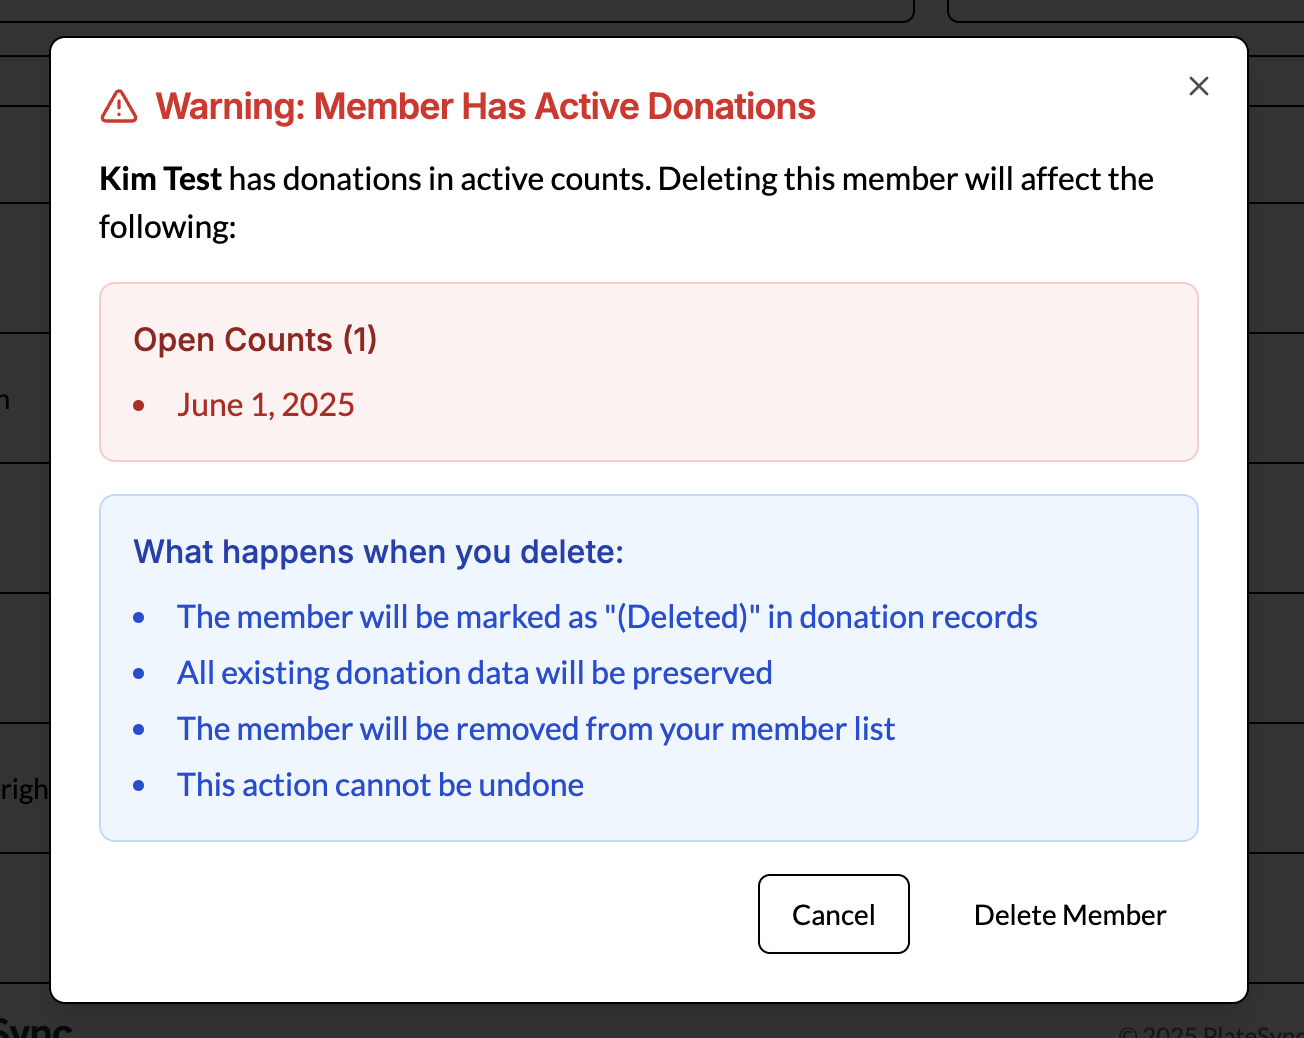 Warning: Member Has Active Donations
Kim Test has donations in active counts. Deleting this member will affect the
following:
Open Counts (1)
• June 1, 2025
What happens when you delete:
• The member will be marked as "(Deleted)" in donation records
• All existing donation data will be preserved
• The member will be removed from your member list
• This action cannot be undone
Cancel
Delete Member
Sync
© 2025 PlateSync